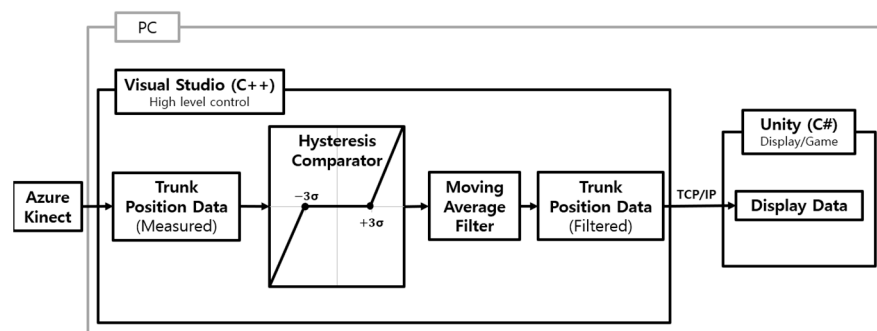 PC
Visual Studio (C++)
High level control
Azure
Kinect
Trunk
Position Data
(Measured)
Hysteresis
Comparator
−3σ
+3σ
Moving
Average
Filter
Trunk
Position Data
(Filtered)
TCP/IP
Unity (C#)
Display/Game
Display Data